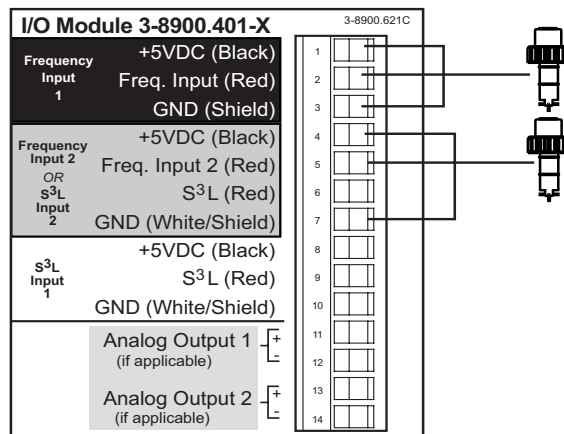 I/O Module 3-8900.401-X
3-8900.621C
Frequency
Input
1
+5VDC (Black)
Freq. Input (Red)
GND (Shield)
Frequency
Input 2
OR
S³L
Input
2
+5VDC (Black)
Freq. Input 2 (Red)
S³L (Red)
GND (White/Shield)
S³L
Input
1
+5VDC (Black)
S³L (Red)
GND (White/Shield)
Analog Output 1
(if applicable)
+
-
Analog Output 2
(if applicable)
+
-
1
2
3
4
5
6
7
8
9
10
11
12
13
14